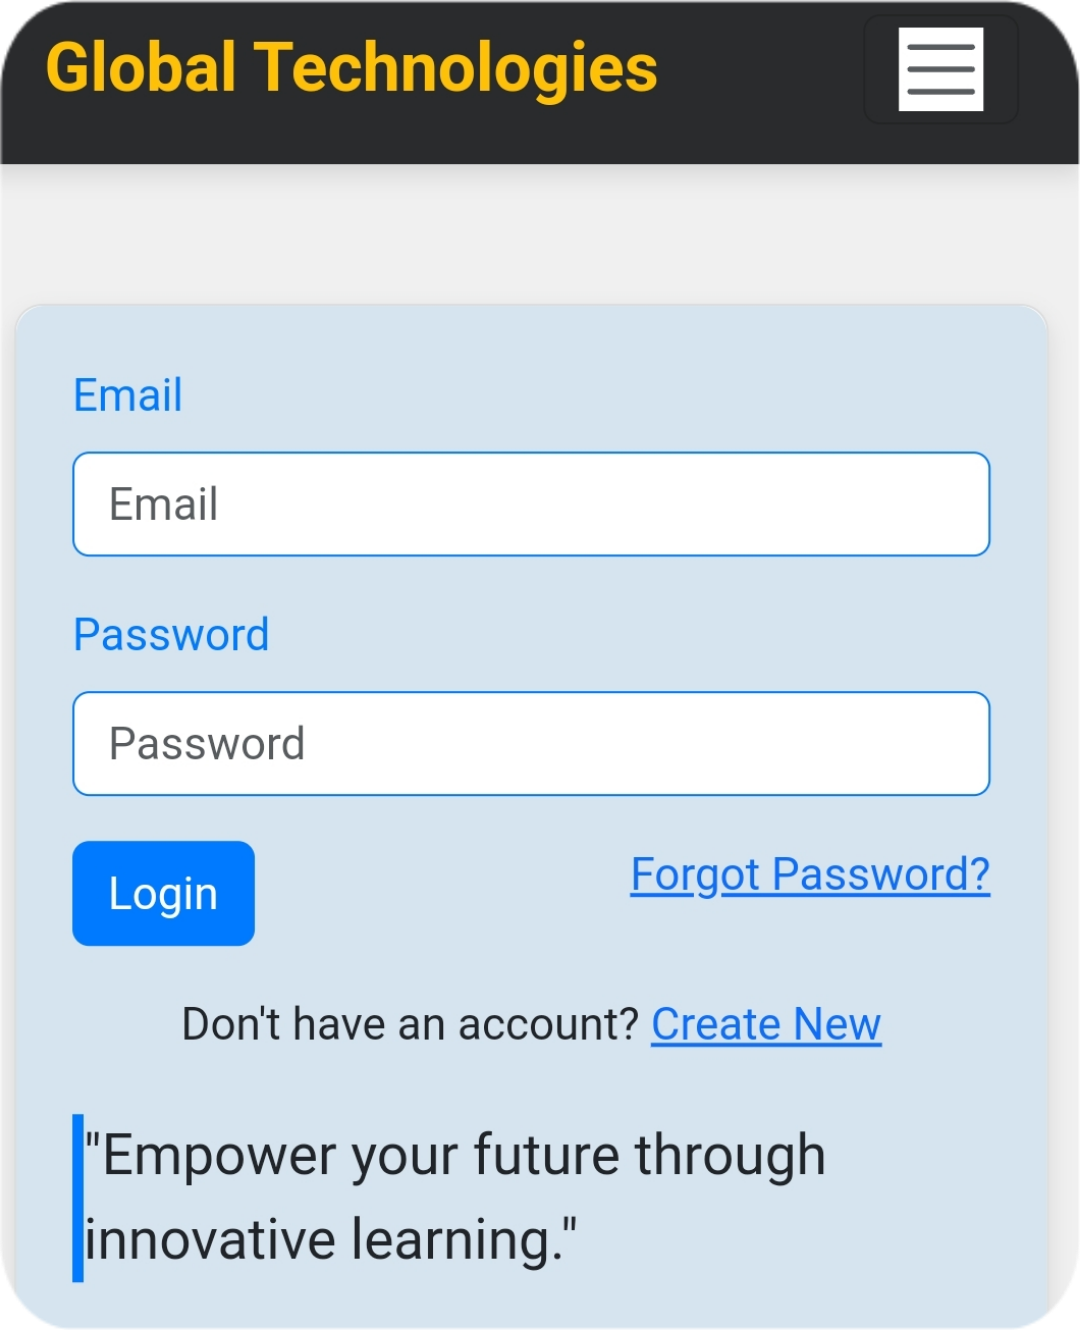 Global Technologies
Email
Email
Password
Password
Login
Forgot Password?
Don't have an account? Create New
"Empower your future through
innovative learning."